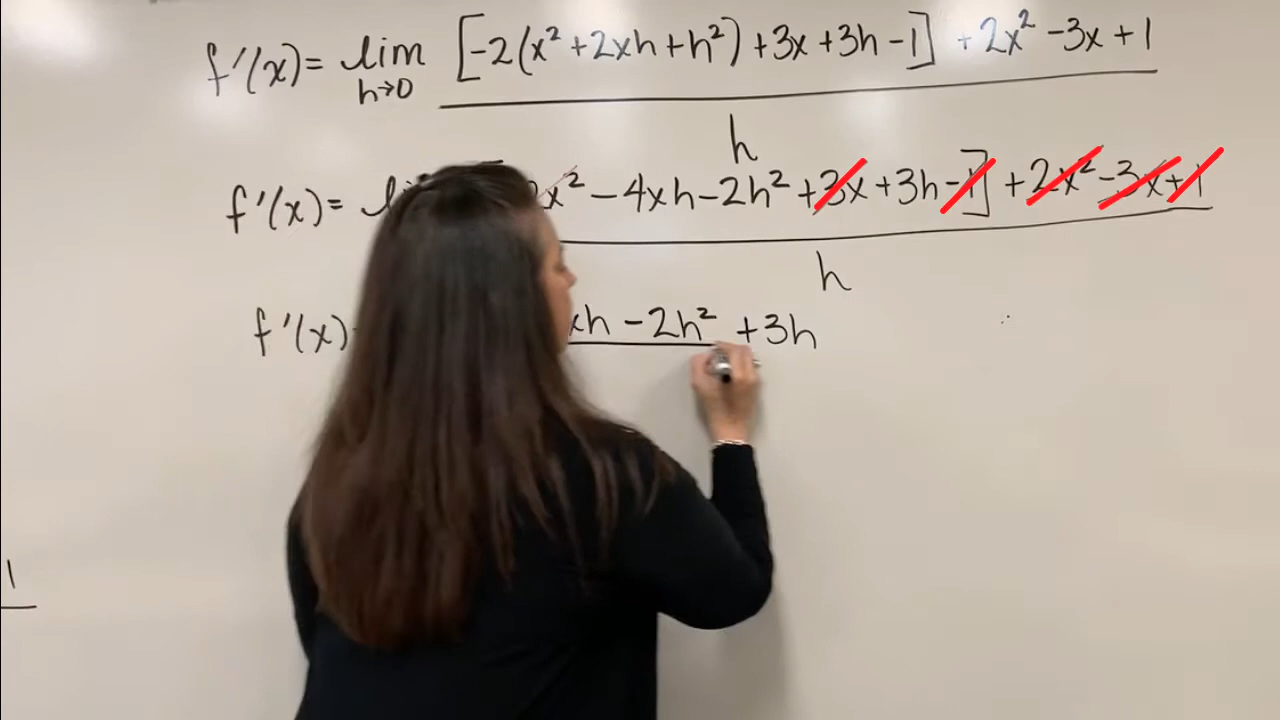 f'(x) = lim [-2(x² + 2xh + h²) + 3x + 3h - 1] + 2x² - 3x + 1
h→0
h
f'(x) = x² - 4xh - 2h² + 3x + 3h - 1] + 2x² - 3x + 1
h
f'(x) xh - 2h² + 3h
1